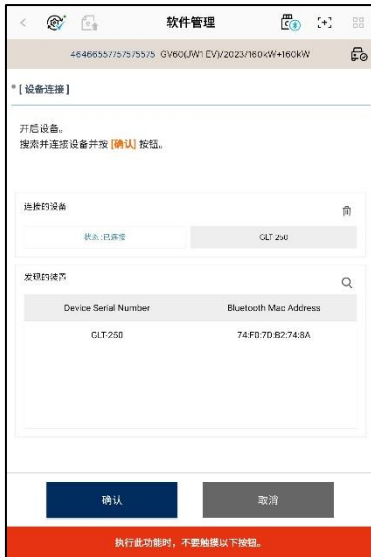 软件管理
46466557757575575 GV60(JW1 EV)/2023/160kW+160kW
*[设备连接]
开启设备。
搜索并连接设备并按 [确认] 按钮。
连接的设备
状态:已连接 GLT-250
发现的装置
Device Serial Number Bluetooth Mac Address
GLT-250 74:F0:7D:B2:74:8A
确认 取消
执行此功能时，不要触摸以下按钮。